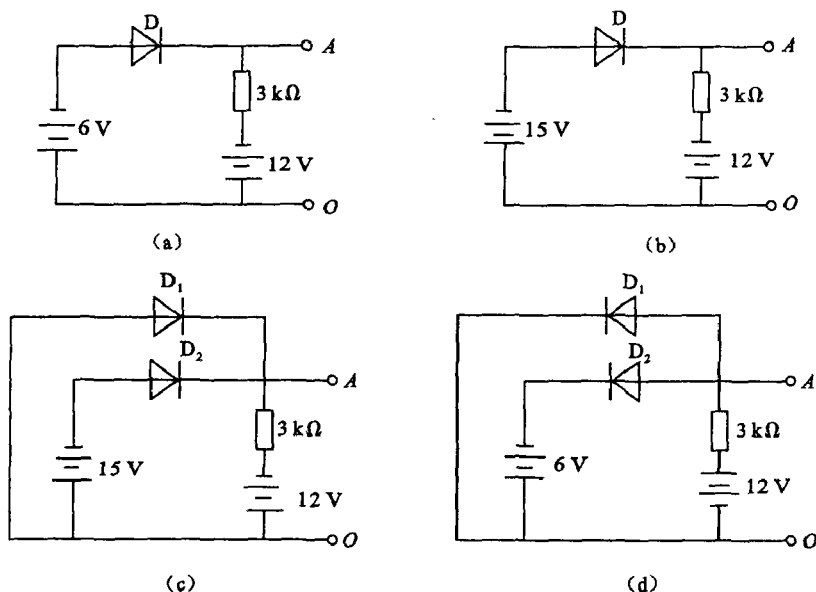 D
A
3 kΩ
6 V
12 V
O
(a)
D
A
3 kΩ
15 V
12 V
O
(b)
D₁
D₂
A
3 kΩ
15 V
12 V
O
(c)
D₁
D₂
A
3 kΩ
6 V
12 V
O
(d)